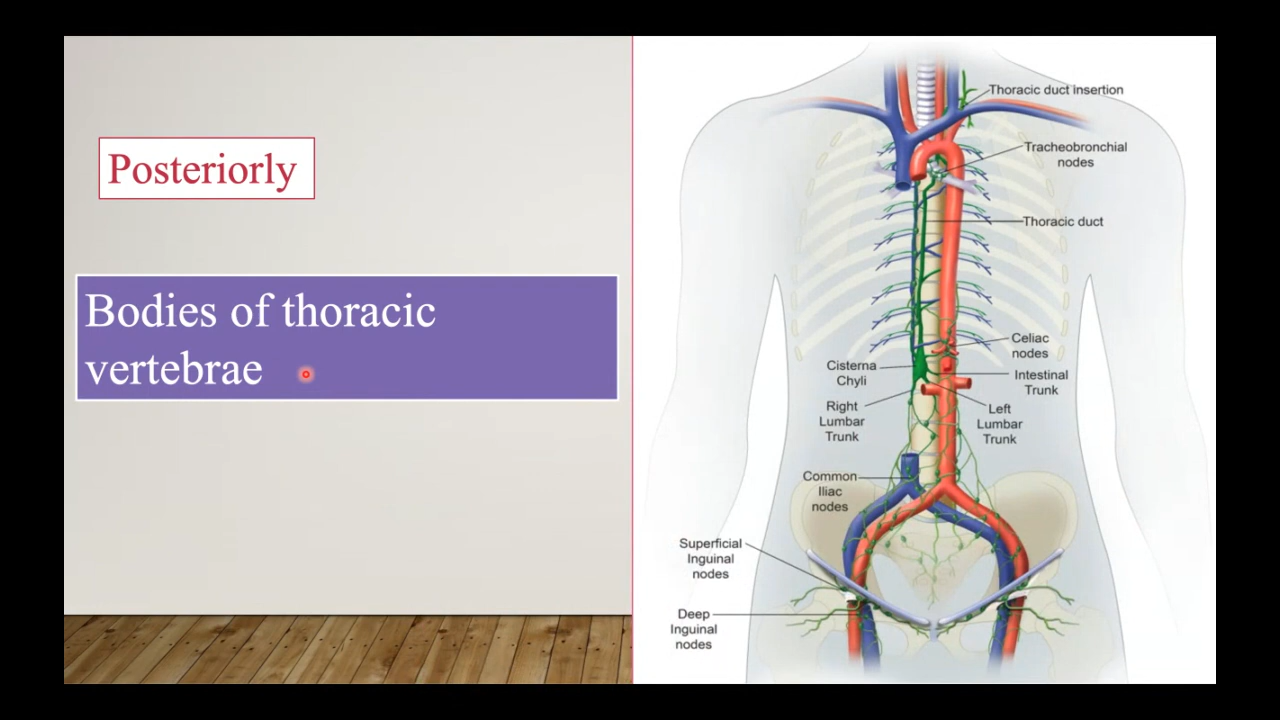 Posteriorly
Bodies of thoracic
vertebrae
Thoracic duct insertion
Tracheobronchial
nodes
Thoracic duct
Celiac
nodes
Cisterna
Chyli
Intestinal
Trunk
Right
Lumbar
Trunk
Left
Lumbar
Trunk
Common
Iliac
nodes
Superficial
Inguinal
nodes
Deep
Inguinal
nodes